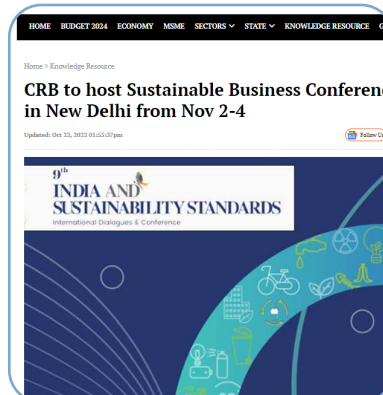 HOME BUDGET 2024 ECONOMY MSME SECTORS STATE KNOWLEDGE RESOURCE G
Home > Knowledge Resource
CRB to host Sustainable Business Conferenc
in New Delhi from Nov 2-4
Updated: Oct 22, 2022 01:55:37pm
Follow Us
9th
INDIA AND
SUSTAINABILITY STANDARDS
International Dialogues & Conference